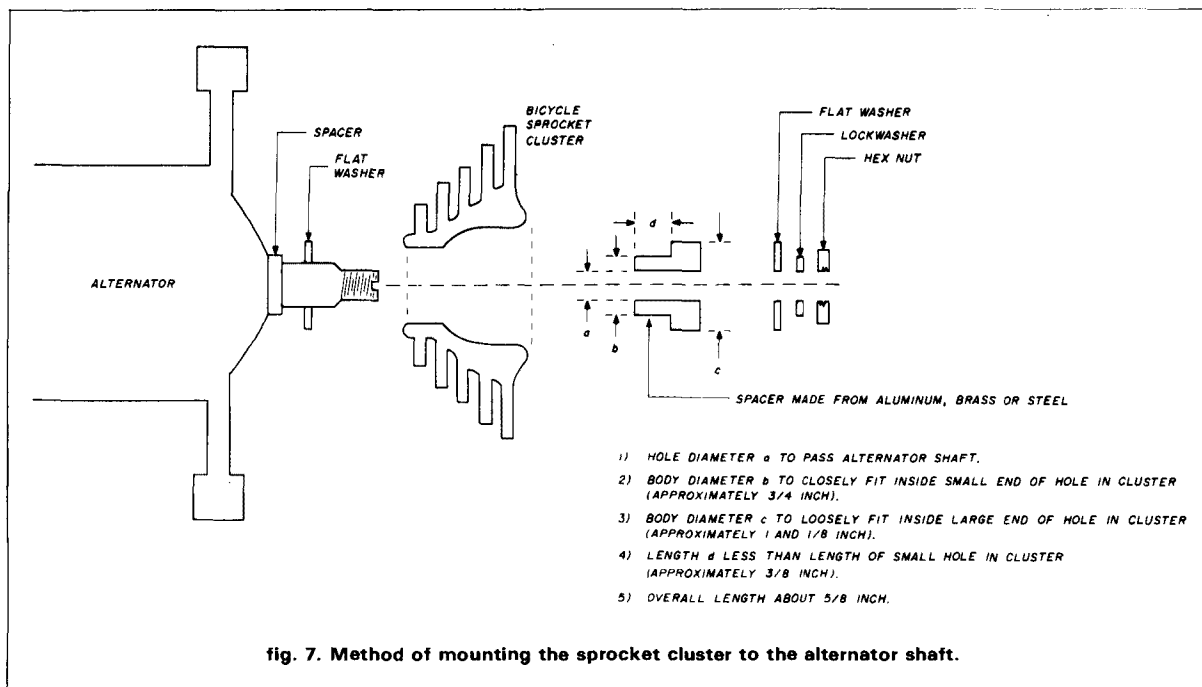 BICYCLE
SPROCKET
CLUSTER
SPACER
FLAT
WASHER
FLAT WASHER
LOCKWASHER
HEX NUT
ALTERNATOR
d
a
b
c
SPACER MADE FROM ALUMINUM, BRASS OR STEEL
1) HOLE DIAMETER a TO PASS ALTERNATOR SHAFT.
2) BODY DIAMETER b TO CLOSELY FIT INSIDE SMALL END OF HOLE IN CLUSTER
(APPROXIMATELY 3/4 INCH).
3) BODY DIAMETER c TO LOOSELY FIT INSIDE LARGE END OF HOLE IN CLUSTER
(APPROXIMATELY 1 AND 1/8 INCH).
4) LENGTH d LESS THAN LENGTH OF SMALL HOLE IN CLUSTER
(APPROXIMATELY 3/8 INCH).
5) OVERALL LENGTH ABOUT 5/8 INCH.
fig. 7. Method of mounting the sprocket cluster to the alternator shaft.